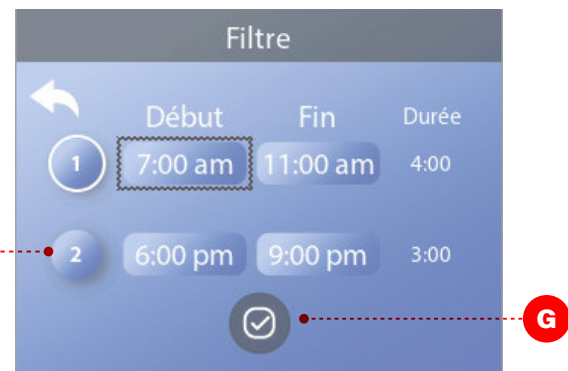 Filtre
Début Fin Durée
1 7:00 am 11:00 am 4:00
2 6:00 pm 9:00 pm 3:00
G